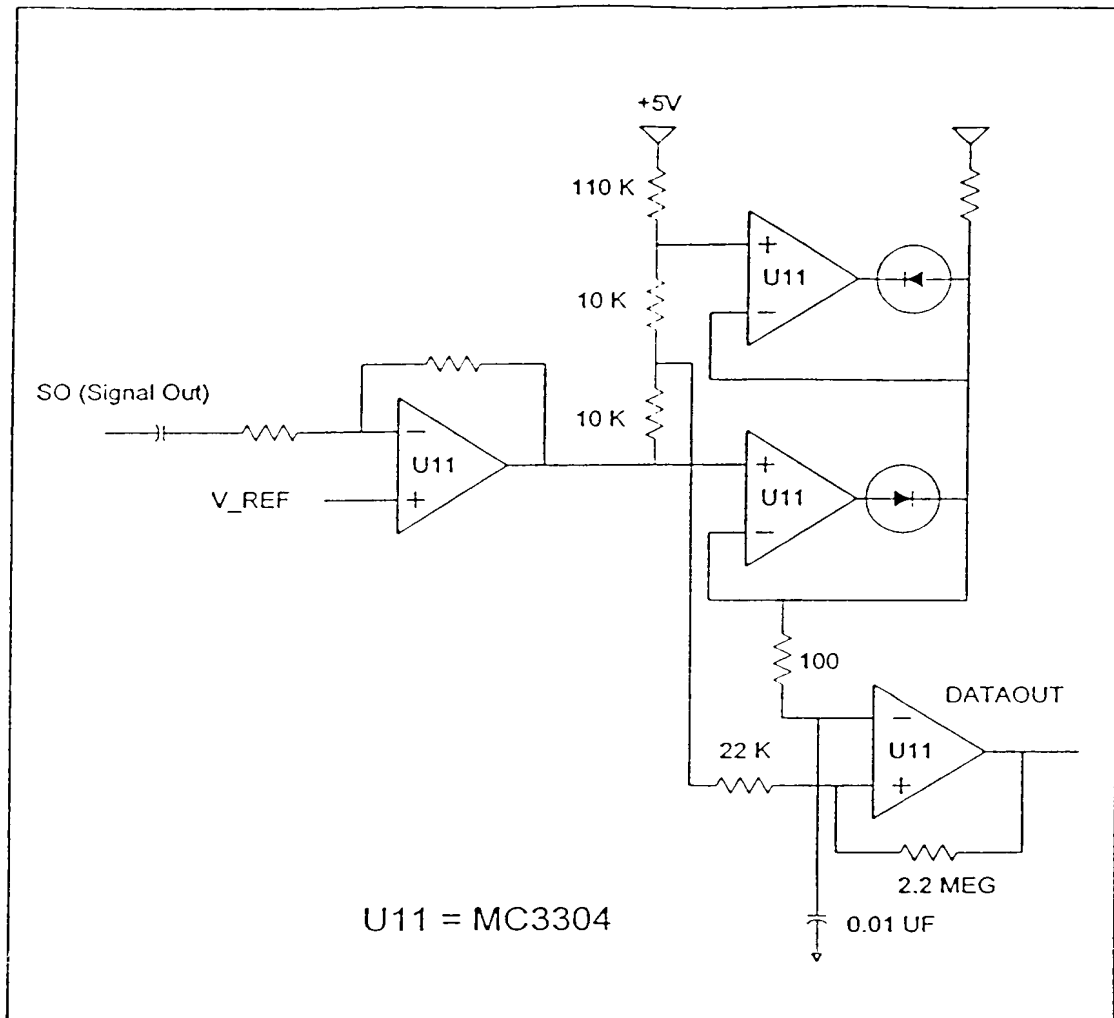 +5V
110 K
+
U11
−
10 K
SO (Signal Out)
10 K
−
U11
+
V_REF
+
U11
−
100
DATAOUT
−
U11
+
22 K
2.2 MEG
0.01 UF
U11 = MC3304